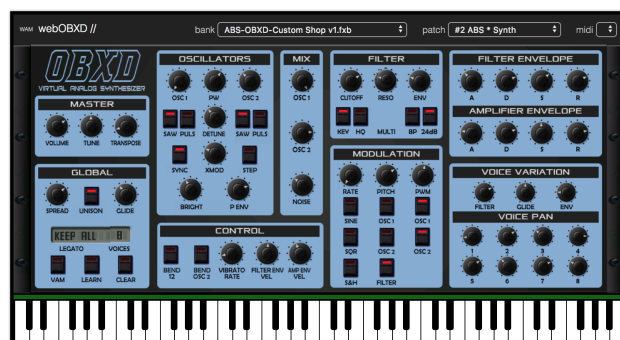 WAM webOBXD // bank ABS-OBXD-Custom Shop v1.fxb patch #2 ABS * Synth midi
OBXD
VIRTUAL ANALOG SYNTHESIZER
MASTER
VOLUME TUNE TRANSPOSE
GLOBAL
SPREAD UNISON GLIDE
KEEP ALL 8
LEGATO VOICES
VAM LEARN CLEAR
OSCILLATORS
OSC 1 PW OSC 2
SAW PULS DETUNE SAW PULS
SYNC XMOD STEP
BRIGHT P ENV
MIX
OSC 1
OSC 2
NOISE
CONTROL
BEND BEND VIBRATO FILTER ENV AMP ENV
12 OSC 2 RATE VEL VEL
FILTER
CUTOFF RESO ENV
KEY HQ MULTI BP 24dB
MODULATION
RATE PITCH PWM
SINE OSC 1 OSC 1
SQR OSC 2 OSC 2
S&H FILTER
FILTER ENVELOPE
A D S R
AMPLIFIER ENVELOPE
A D S R
VOICE VARIATION
FILTER GLIDE ENV
VOICE PAN
1 2 3 4
5 6 7 8